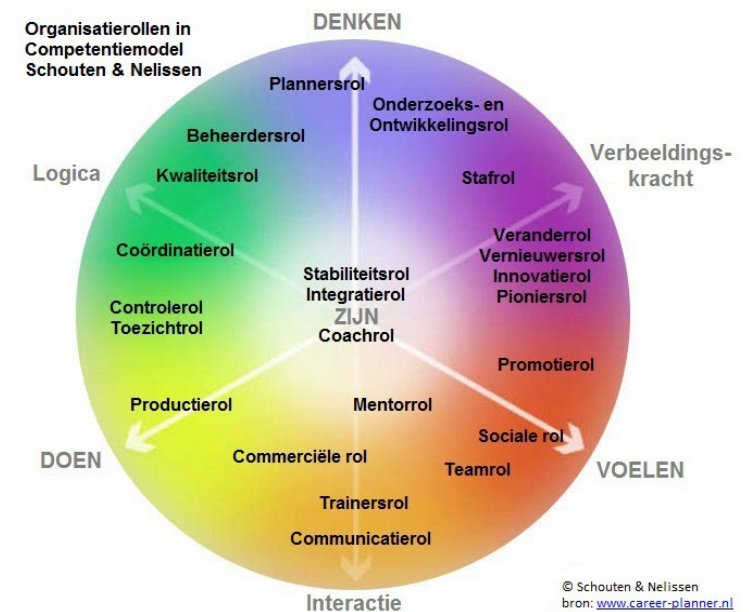 Organisatierollen in
Competentiemodel
Schouten & Nelissen
DENKEN
Plannersrol
Onderzoeks- en
Ontwikkelingsrol
Beheerdersrol
Verbeeldings-
kracht
Logica
Kwaliteitsrol
Stafrol
Coördinatierol
Veranderrol
Vernieuwersrol
Innovatierol
Pioniersrol
Stabiliteitsrol
Integratierol
ZIJN
Coachrol
Controlerol
Toezichtrol
Promotierol
Productierol
Mentorrol
Sociale rol
DOEN
Commerciële rol
Teamrol
VOELEN
Trainersrol
Communicatierol
Interactie
© Schouten & Nelissen
bron: www.career-planner.nl